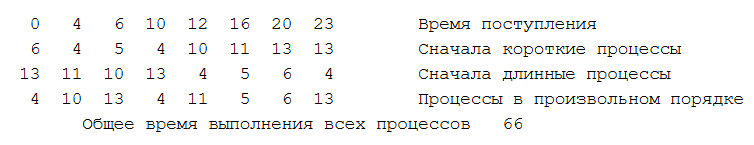 0 4 6 10 12 16 20 23 Время поступления
6 4 5 4 10 11 13 13 Сначала короткие процессы
13 11 10 13 4 5 6 4 Сначала длинные процессы
4 10 13 4 11 5 6 13 Процессы в произвольном порядке
Общее время выполнения всех процессов 66